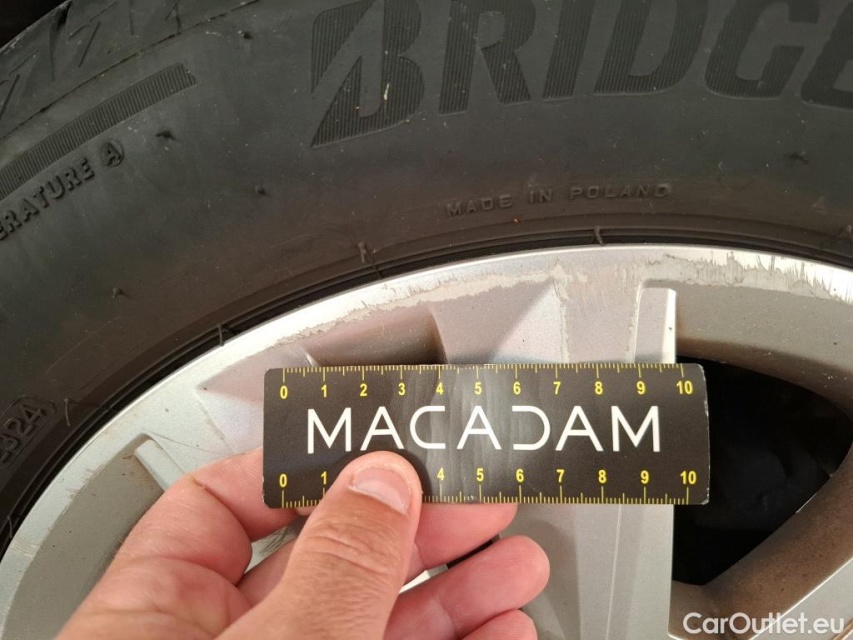 BRIDGE
ERATURE A
MADE IN POLAND
0 1 2 3 4 5 6 7 8 9 10
MACADAM
0 1 4 5 6 7 8 9 10
CarOutlet.eu